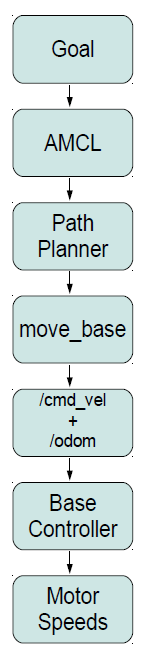 Goal
AMCL
Path
Planner
move_base
/cmd_vel
+
/odom
Base
Controller
Motor
Speeds